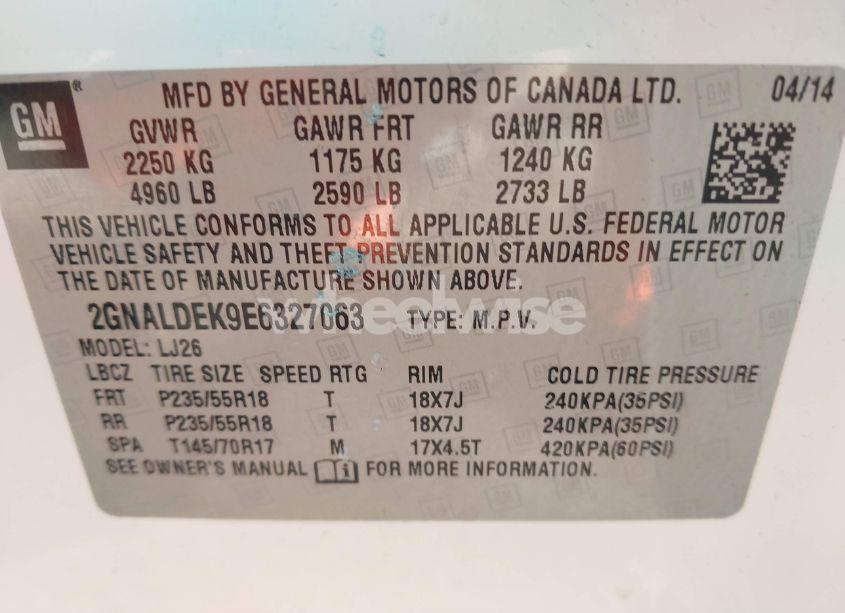 GM ® MFD BY GENERAL MOTORS OF CANADA LTD. 04/14
GVWR GAWR FRT GAWR RR
2250 KG 1175 KG 1240 KG
4960 LB 2590 LB 2733 LB
THIS VEHICLE CONFORMS TO ALL APPLICABLE U.S. FEDERAL MOTOR
VEHICLE SAFETY AND THEFT PREVENTION STANDARDS IN EFFECT ON
THE DATE OF MANUFACTURE SHOWN ABOVE.
wheelwise
2GNALDEK9E6327063 TYPE: M.P.V.
MODEL: LJ26
LBCZ TIRE SIZE SPEED RTG RIM COLD TIRE PRESSURE
FRT P235/55R18 T 18X7J 240KPA(35PSI)
RR P235/55R18 T 18X7J 240KPA(35PSI)
SPA T145/70R17 M 17X4.5T 420KPA(60PSI)
SEE OWNER'S MANUAL i FOR MORE INFORMATION.